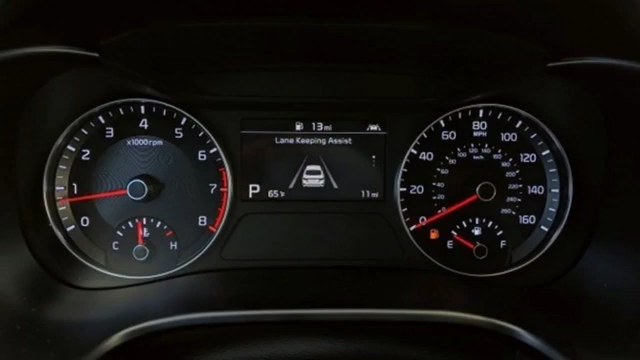 x1000rpm
0 1 2 3 4 5 6 7 8
C H
13mi
Lane Keeping Assist
P 65°F 11mi
MPH
0 20 40 60 80 100 120 140 160
km/h
E F